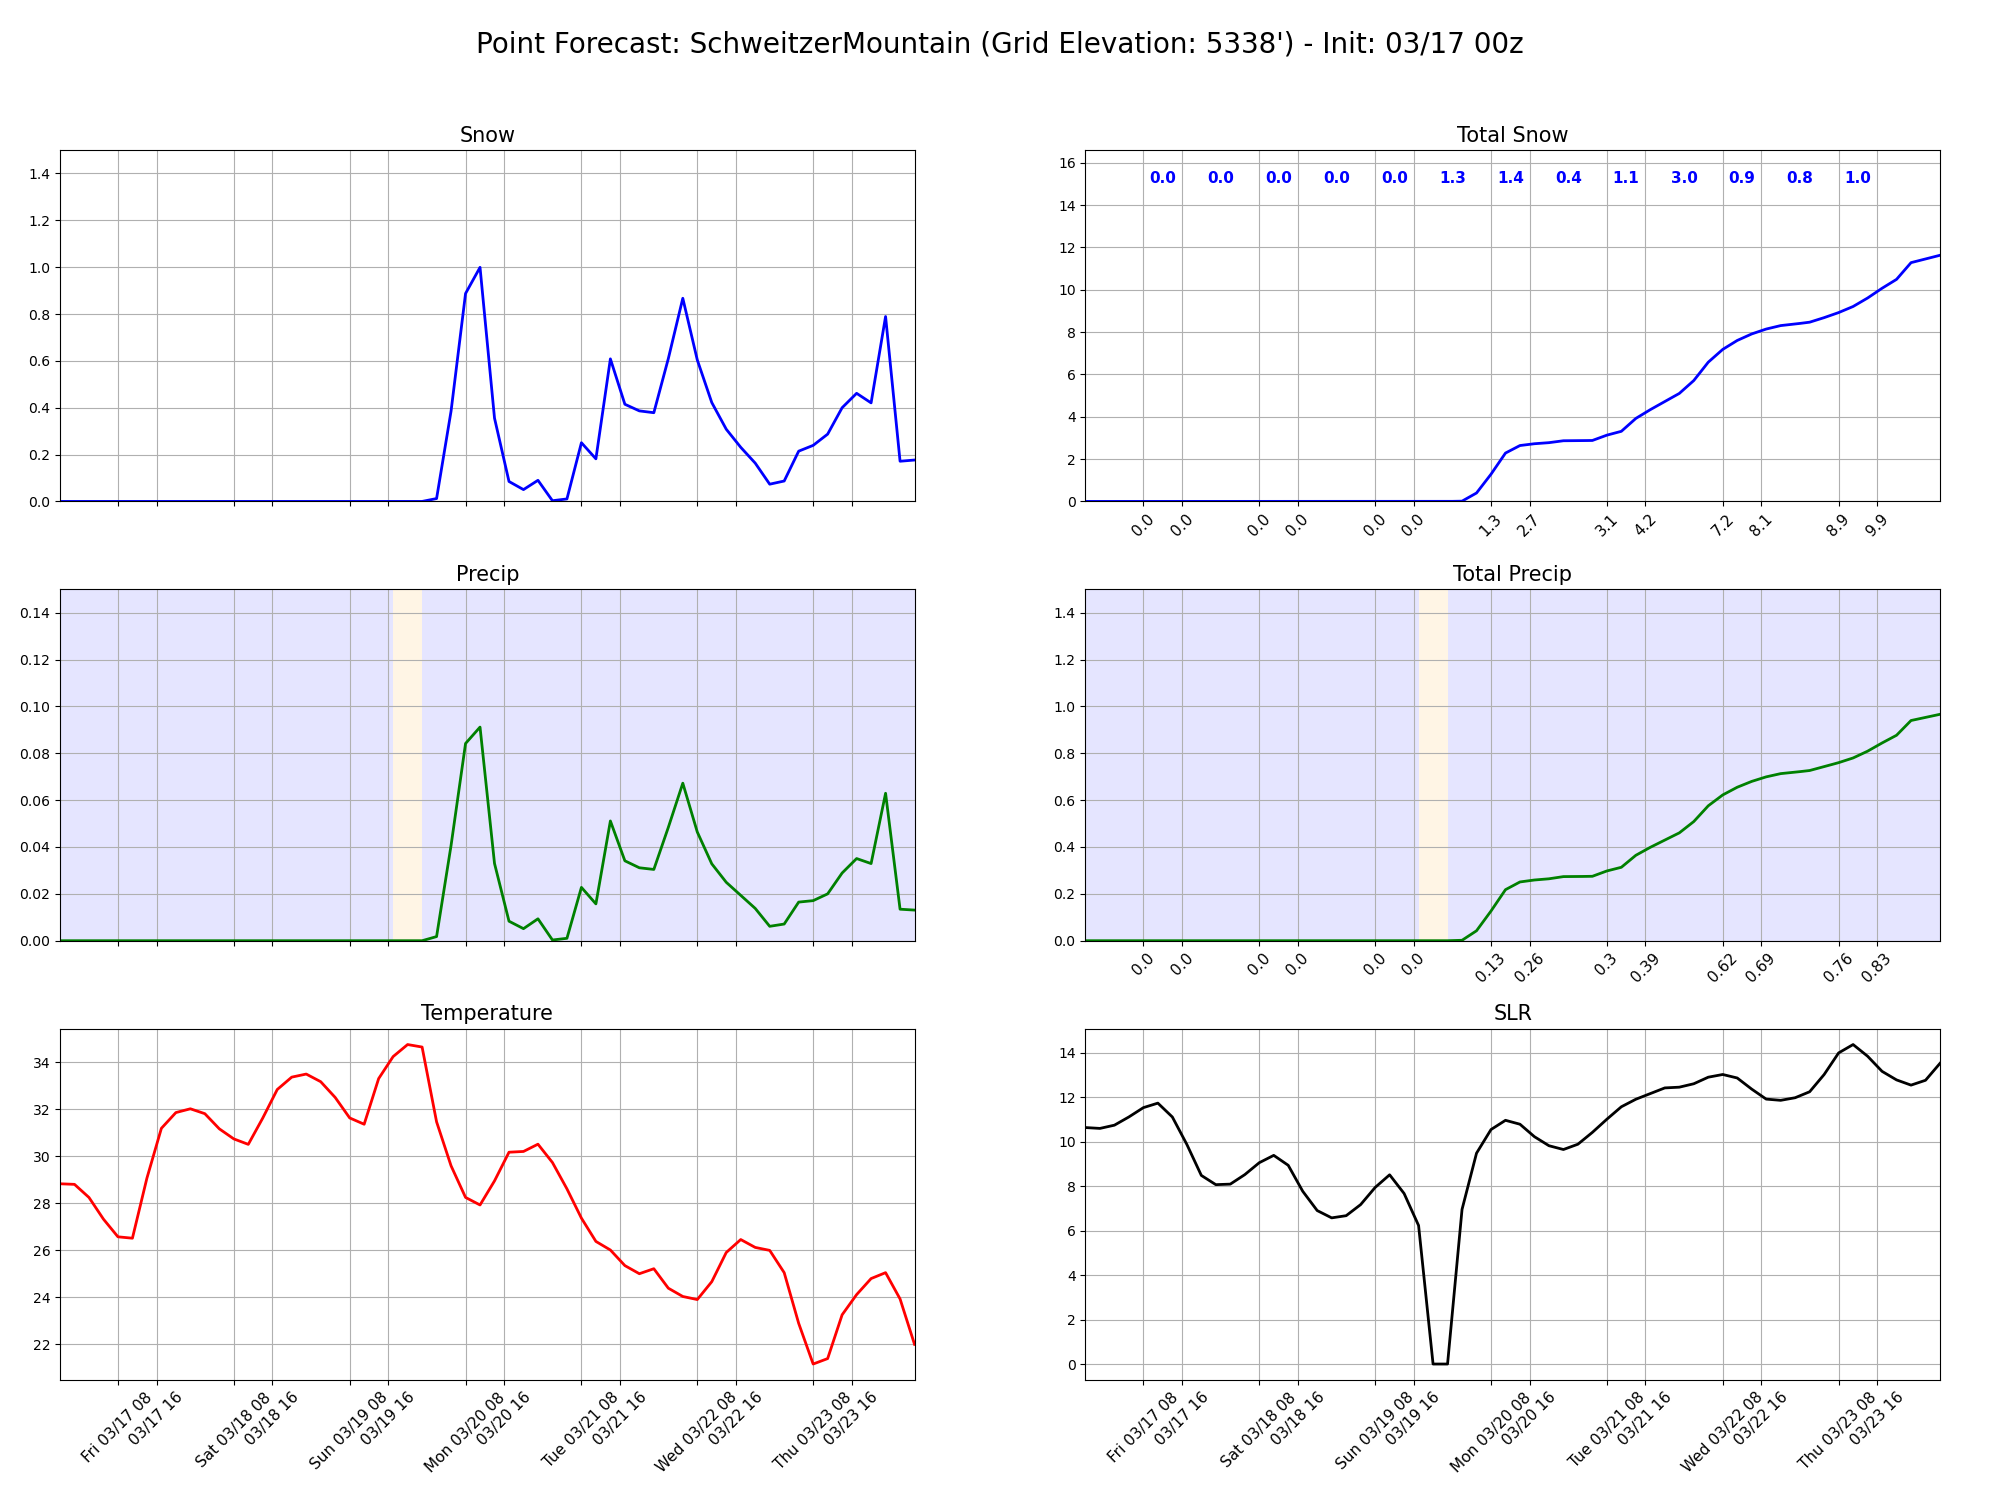 Point Forecast: SchweitzerMountain (Grid Elevation: 5338') - Init: 03/17 00z
Snow
1.4
1.2
1.0
0.8
0.6
0.4
0.2
0.0
Total Snow
16
14
12
10
8
6
4
2
0
0.0 0.0 0.0 0.0 0.0 1.3 1.4 0.4 1.1 3.0 0.9 0.8 1.0
0.0 0.0 0.0 0.0 0.0 0.0 1.3 2.7 3.1 4.2 7.2 8.1 8.9 9.9
Precip
0.14
0.12
0.10
0.08
0.06
0.04
0.02
0.00
Total Precip
1.4
1.2
1.0
0.8
0.6
0.4
0.2
0.0
0.0 0.0 0.0 0.0 0.0 0.0 0.13 0.26 0.3 0.39 0.62 0.69 0.76 0.83
Temperature
34
32
30
28
26
24
22
Fri 03/17 08
03/17 16
Sat 03/18 08
03/18 16
Sun 03/19 08
03/19 16
Mon 03/20 08
03/20 16
Tue 03/21 08
03/21 16
Wed 03/22 08
03/22 16
Thu 03/23 08
03/23 16
SLR
14
12
10
8
6
4
2
0
Fri 03/17 08
03/17 16
Sat 03/18 08
03/18 16
Sun 03/19 08
03/19 16
Mon 03/20 08
03/20 16
Tue 03/21 08
03/21 16
Wed 03/22 08
03/22 16
Thu 03/23 08
03/23 16